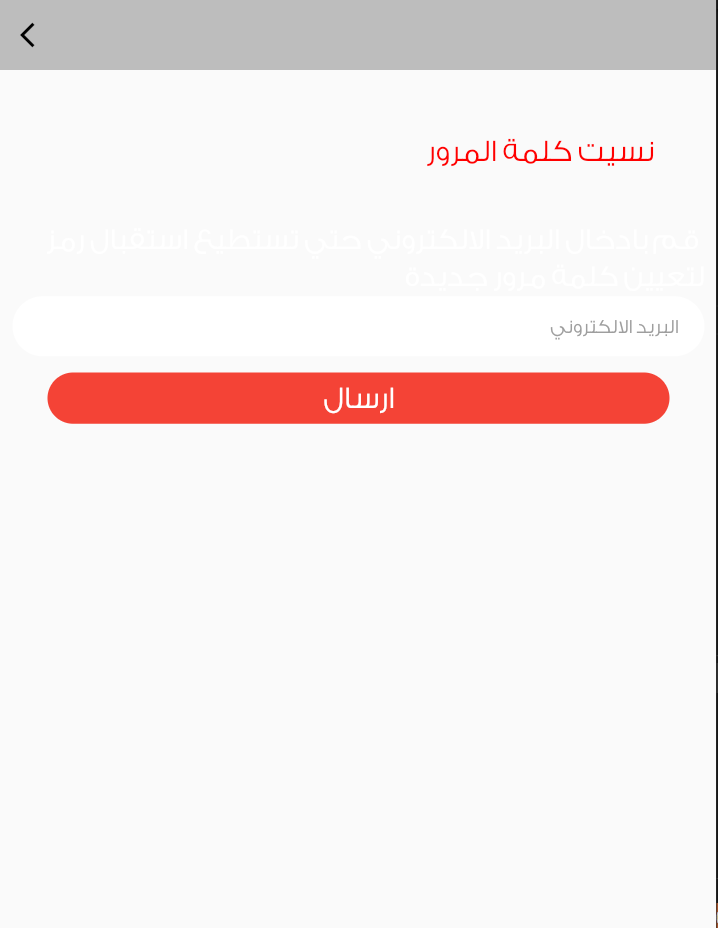 نسيت كلمة المرور
قم بادخال البريد الالكتروني حتي تستطيع استقبال رمز
لتعيين كلمة مرور جديدة
البريد الالكتروني
ارسال